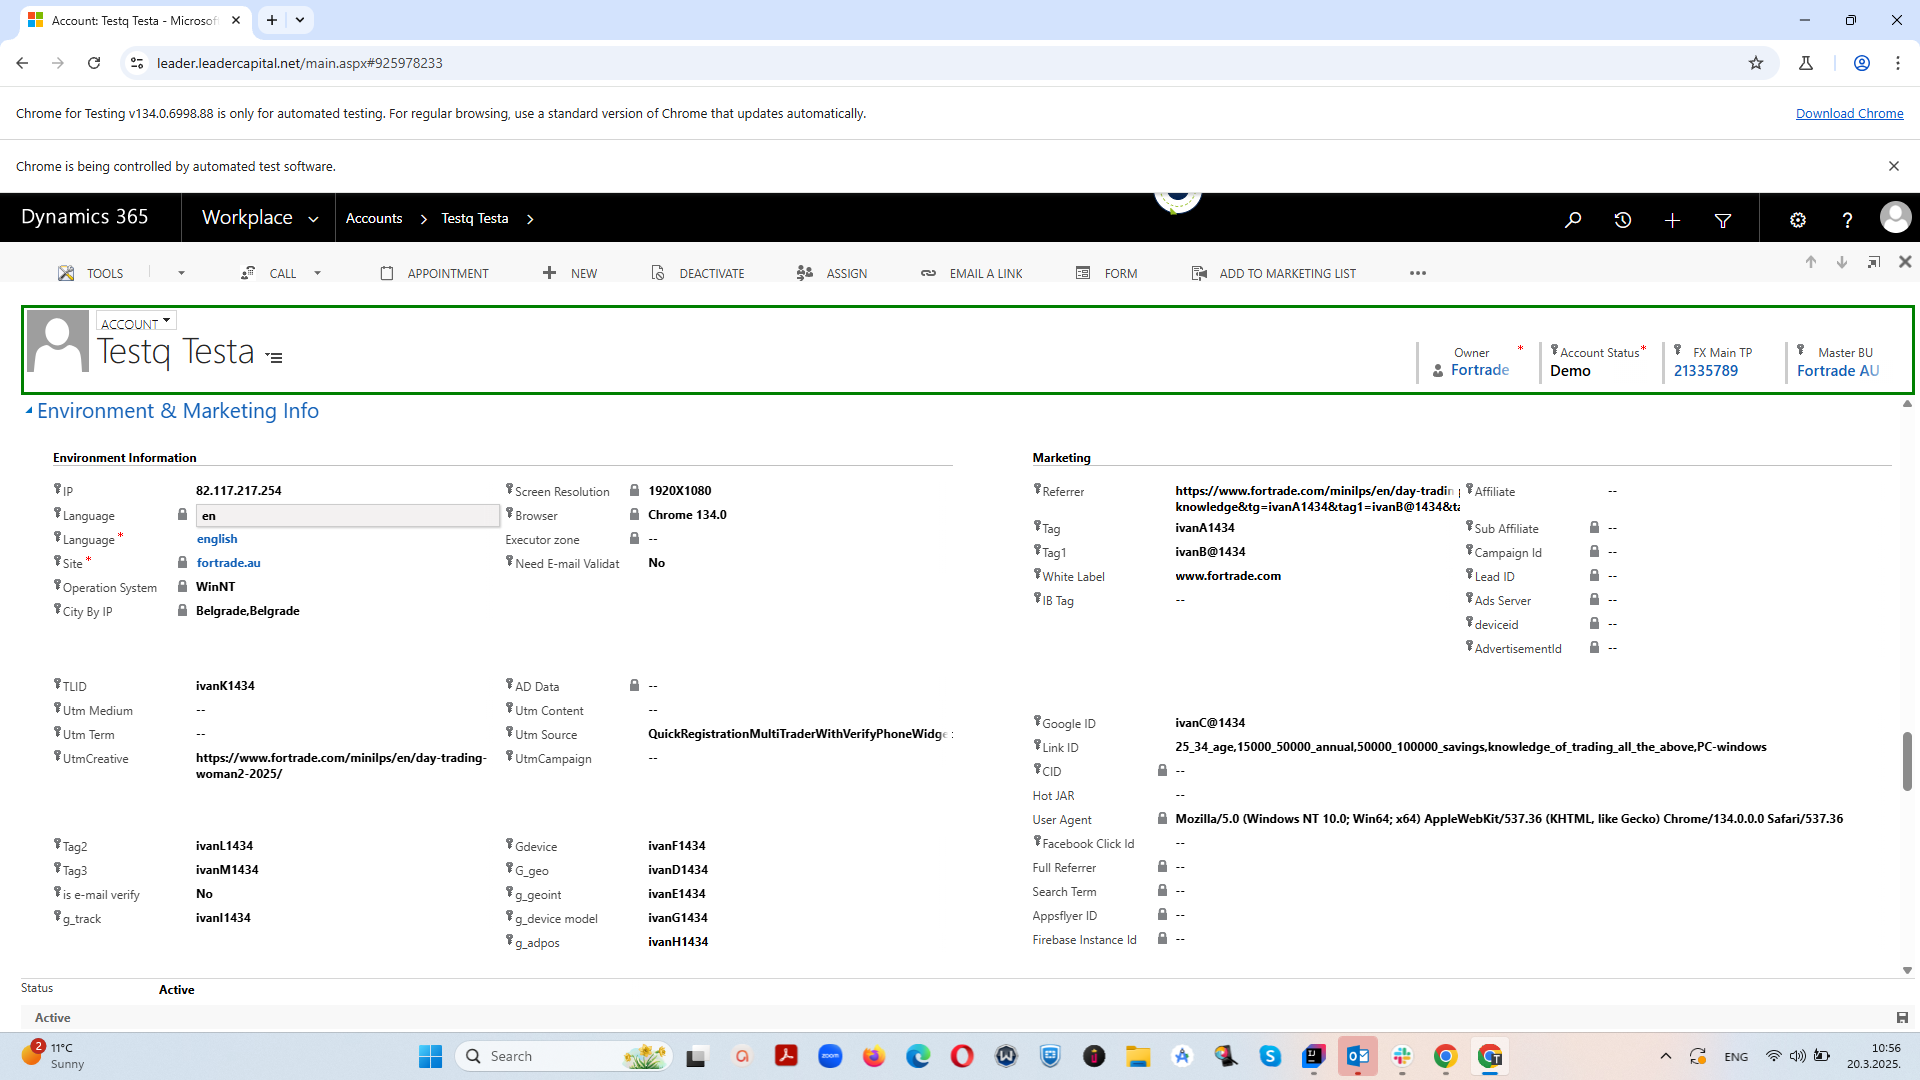 Account: Testq Testa - Microsof
leader.leadercapital.net/main.aspx#925978233
Chrome for Testing v134.0.6998.88 is only for automated testing. For regular browsing, use a standard version of Chrome that updates automatically.
Download Chrome
Chrome is being controlled by automated test software.
Dynamics 365
Workplace
Accounts
Testq Testa
TOOLS
CALL
APPOINTMENT
NEW
DEACTIVATE
ASSIGN
EMAIL A LINK
FORM
ADD TO MARKETING LIST
ACCOUNT
Testq Testa
Owner *
Fortrade
Account Status *
Demo
FX Main TP
21335789
Master BU
Fortrade AU
Environment & Marketing Info
Environment Information
IP 82.117.217.254
Language en
Language * english
Site * fortrade.au
Operation System WinNT
City By IP Belgrade,Belgrade
Screen Resolution 1920X1080
Browser Chrome 134.0
Executor zone --
Need E-mail Validat No
TLID ivanK1434
Utm Medium --
Utm Term --
UtmCreative https://www.fortrade.com/minilps/en/day-trading-
woman2-2025/
AD Data --
Utm Content --
Utm Source QuickRegistrationMultiTraderWithVerifyPhoneWidge
UtmCampaign --
Tag2 ivanL1434
Tag3 ivanM1434
is e-mail verify No
g_track ivanI1434
Gdevice ivanF1434
G_geo ivanD1434
g_geoint ivanE1434
g_device model ivanG1434
g_adpos ivanH1434
Marketing
Referrer https://www.fortrade.com/minilps/en/day-tradin
knowledge&tg=ivanA1434&tag1=ivanB@1434&ta
Tag ivanA1434
Tag1 ivanB@1434
White Label www.fortrade.com
IB Tag --
Affiliate --
Sub Affiliate --
Campaign Id --
Lead ID --
Ads Server --
deviceid --
AdvertisementId --
Google ID ivanC@1434
Link ID 25_34_age,15000_50000_annual,50000_100000_savings,knowledge_of_trading_all_the_above,PC-windows
CID --
Hot JAR --
User Agent Mozilla/5.0 (Windows NT 10.0; Win64; x64) AppleWebKit/537.36 (KHTML, like Gecko) Chrome/134.0.0.0 Safari/537.36
Facebook Click Id --
Full Referrer --
Search Term --
Appsflyer ID --
Firebase Instance Id --
Status Active
Active
2
11°C
Sunny
Search
zoom
ENG
10:56
20.3.2025.